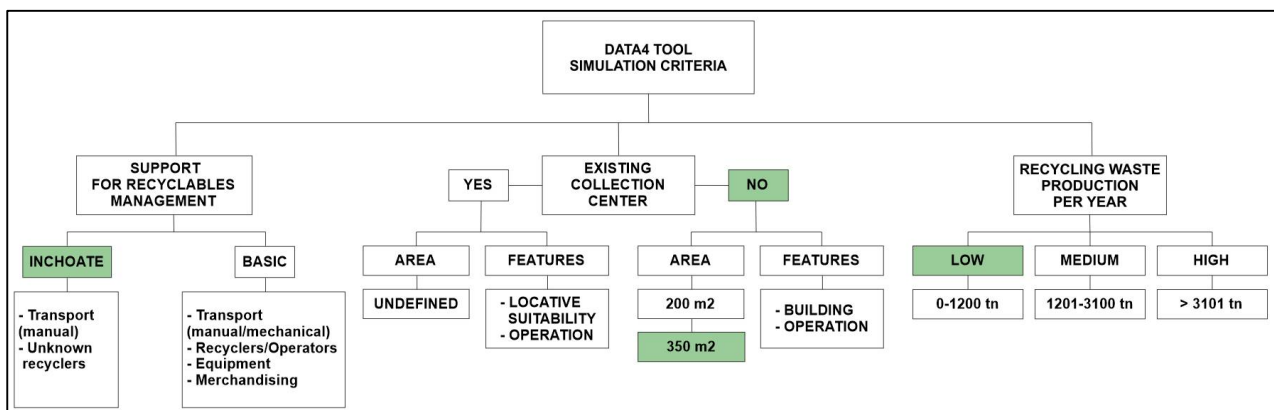 DATA4 TOOL
SIMULATION CRITERIA
SUPPORT
FOR RECYCLABLES
MANAGEMENT
YES
EXISTING
COLLECTION
CENTER
NO
RECYCLING WASTE
PRODUCTION
PER YEAR
INCHOATE
BASIC
AREA
FEATURES
AREA
FEATURES
LOW
MEDIUM
HIGH
- Transport
(manual)
- Unknown
recyclers
- Transport
(manual/mechanical)
- Recyclers/Operators
- Equipment
- Merchandising
UNDEFINED
- LOCATIVE
SUITABILITY
- OPERATION
200 m2
350 m2
- BUILDING
- OPERATION
0-1200 tn
1201-3100 tn
> 3101 tn